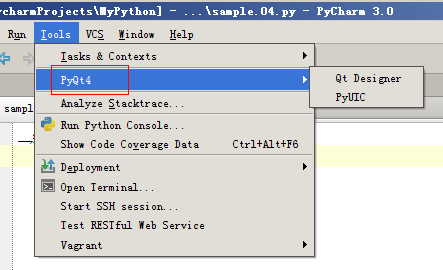 charmProjects\MyPython] - ...\sample.04.py - PyCharm 3.0
Run Tools VCS Window Help
Tasks & Contexts
PyQt4
Qt Designer
PyUIC
Analyze Stacktrace...
sampl
Run Python Console...
Show Code Coverage Data Ctrl+Alt+F6
Deployment
Open Terminal...
Start SSH session...
Test RESTful Web Service
Vagrant